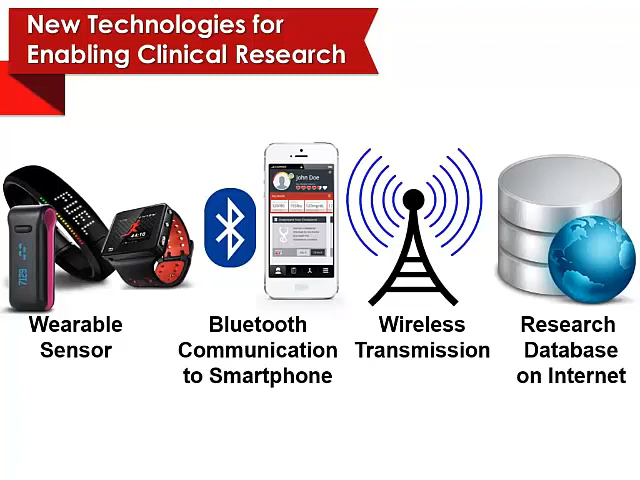 New Technologies for
Enabling Clinical Research
John Doe
Wearable
Sensor
Bluetooth
Communication
to Smartphone
Wireless
Transmission
Research
Database
on Internet